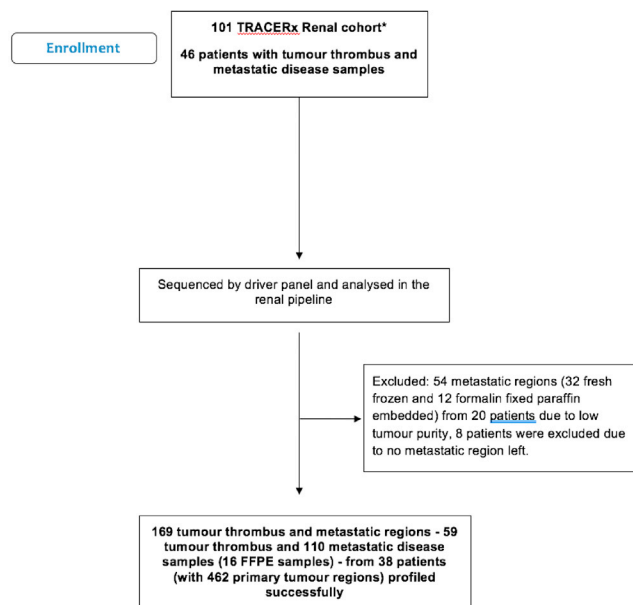 101 TRACERx Renal cohort*
Enrollment
46 patients with tumour thrombus and
metastatic disease samples
Sequenced by driver panel and analysed in the
renal pipeline
Excluded: 54 metastatic regions (32 fresh
frozen and 12 formalin fixed paraffin
embedded) from 20 patients due to low
tumour purity, 8 patients were excluded due
to no metastatic region left.
169 tumour thrombus and metastatic regions - 59
tumour thrombus and 110 metastatic disease
samples (16 FFPE samples) - from 38 patients
(with 462 primary tumour regions) profiled
successfully